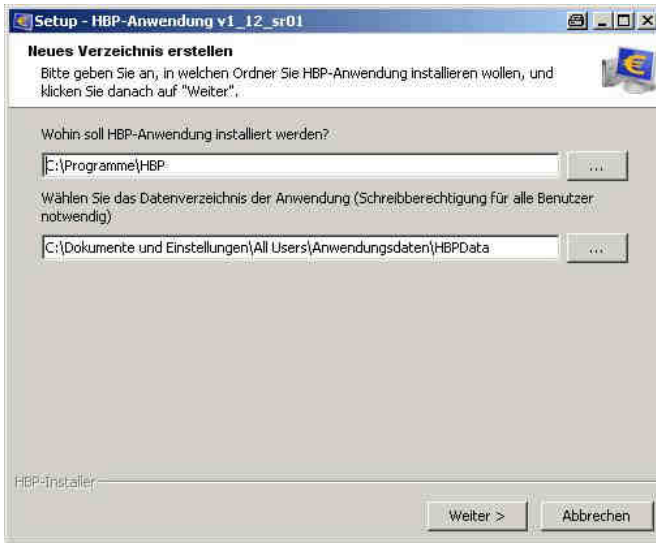 Setup - HBP-Anwendung v1_12_sr01
Neues Verzeichnis erstellen
Bitte geben Sie an, in welchen Ordner Sie HBP-Anwendung installieren wollen, und
klicken Sie danach auf "Weiter".
Wohin soll HBP-Anwendung installiert werden?
C:\Programme\HBP
...
Wählen Sie das Datenverzeichnis der Anwendung (Schreibberechtigung für alle Benutzer
notwendig)
C:\Dokumente und Einstellungen\All Users\Anwendungsdaten\HBPData
...
HBP-Installer
Weiter >
Abbrechen